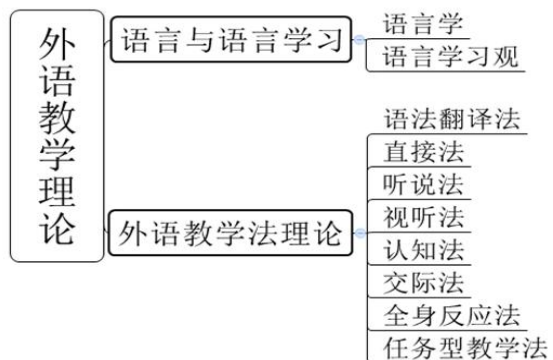 外语教学理论
语言与语言学习
语言学
语言学习观
外语教学法理论
语法翻译法
直接法
听说法
视听法
认知法
交际法
全身反应法
任务型教学法